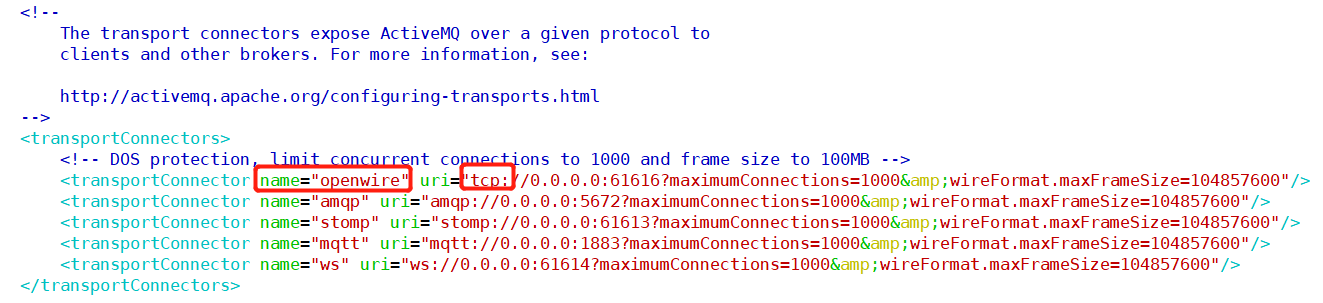 <!--
The transport connectors expose ActiveMQ over a given protocol to
clients and other brokers. For more information, see:
http://activemq.apache.org/configuring-transports.html
-->
<transportConnectors>
<!-- DOS protection, limit concurrent connections to 1000 and frame size to 100MB -->
<transportConnector name="openwire" uri="tcp://0.0.0.0:61616?maximumConnections=1000&amp;wireFormat.maxFrameSize=104857600"/>
<transportConnector name="amqp" uri="amqp://0.0.0.0:5672?maximumConnections=1000&amp;wireFormat.maxFrameSize=104857600"/>
<transportConnector name="stomp" uri="stomp://0.0.0.0:61613?maximumConnections=1000&amp;wireFormat.maxFrameSize=104857600"/>
<transportConnector name="mqtt" uri="mqtt://0.0.0.0:1883?maximumConnections=1000&amp;wireFormat.maxFrameSize=104857600"/>
<transportConnector name="ws" uri="ws://0.0.0.0:61614?maximumConnections=1000&amp;wireFormat.maxFrameSize=104857600"/>
</transportConnectors>